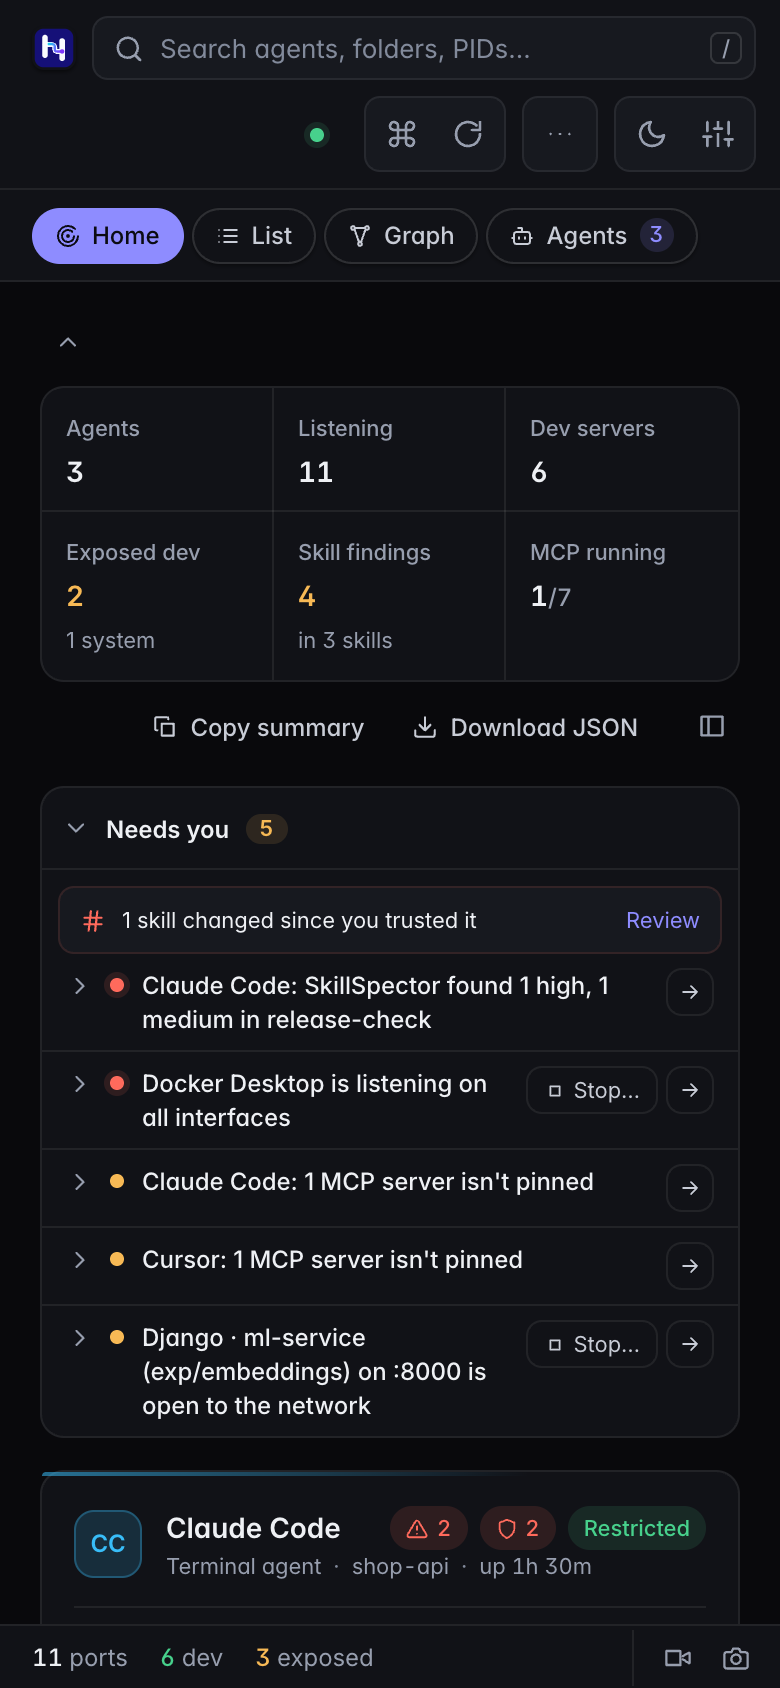 Search agents, folders, PIDs...
/
...
Home
List
Graph
Agents 3
Agents
3
Listening
11
Dev servers
6
Exposed dev
2
1 system
Skill findings
4
in 3 skills
MCP running
1/7
Copy summary
Download JSON
Needs you 5
# 1 skill changed since you trusted it
Review
Claude Code: SkillSpector found 1 high, 1
medium in release-check
Docker Desktop is listening on
all interfaces
Stop...
Claude Code: 1 MCP server isn't pinned
Cursor: 1 MCP server isn't pinned
Django · ml-service
(exp/embeddings) on :8000 is
open to the network
Stop...
CC
Claude Code
2
2
Restricted
Terminal agent · shop-api · up 1h 30m
11 ports
6 dev
3 exposed